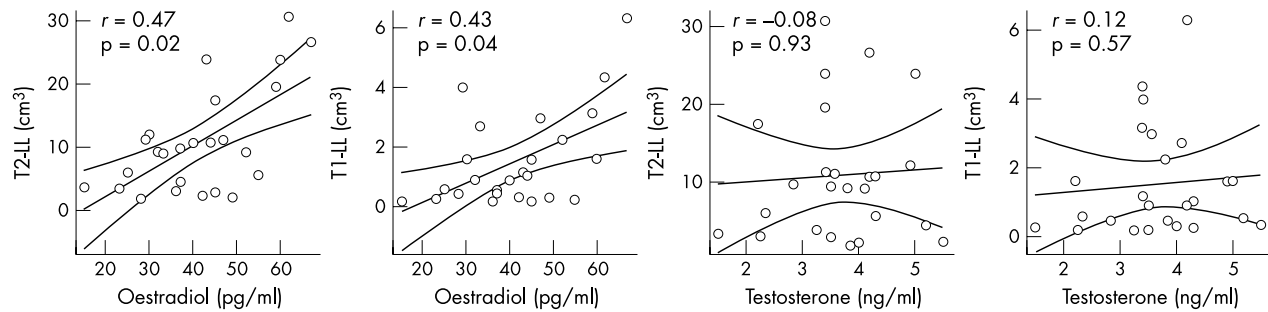 r = 0.47
p = 0.02
30
20
10
0
T2-LL (cm³)
20 30 40 50 60
Oestradiol (pg/ml)
r = 0.43
p = 0.04
6
4
2
0
T1-LL (cm³)
20 30 40 50 60
Oestradiol (pg/ml)
r = –0.08
p = 0.93
30
20
10
0
T2-LL (cm³)
2 3 4 5
Testosterone (ng/ml)
r = 0.12
p = 0.57
6
4
2
0
T1-LL (cm³)
2 3 4 5
Testosterone (ng/ml)